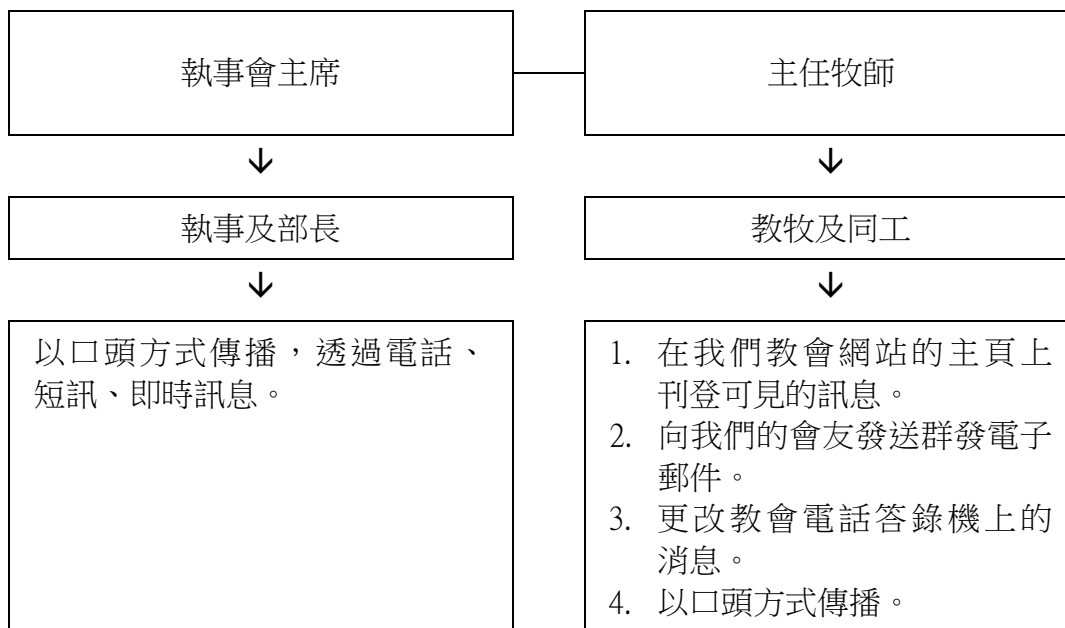 執事會主席
主任牧師
執事及部長
教牧及同工
以口頭方式傳播，透過電話、
短訊、即時訊息。
1. 在我們教會網站的主頁上
刊登可見的訊息。
2. 向我們的會友發送群發電子
郵件。
3. 更改教會電話答錄機上的
消息。
4. 以口頭方式傳播。